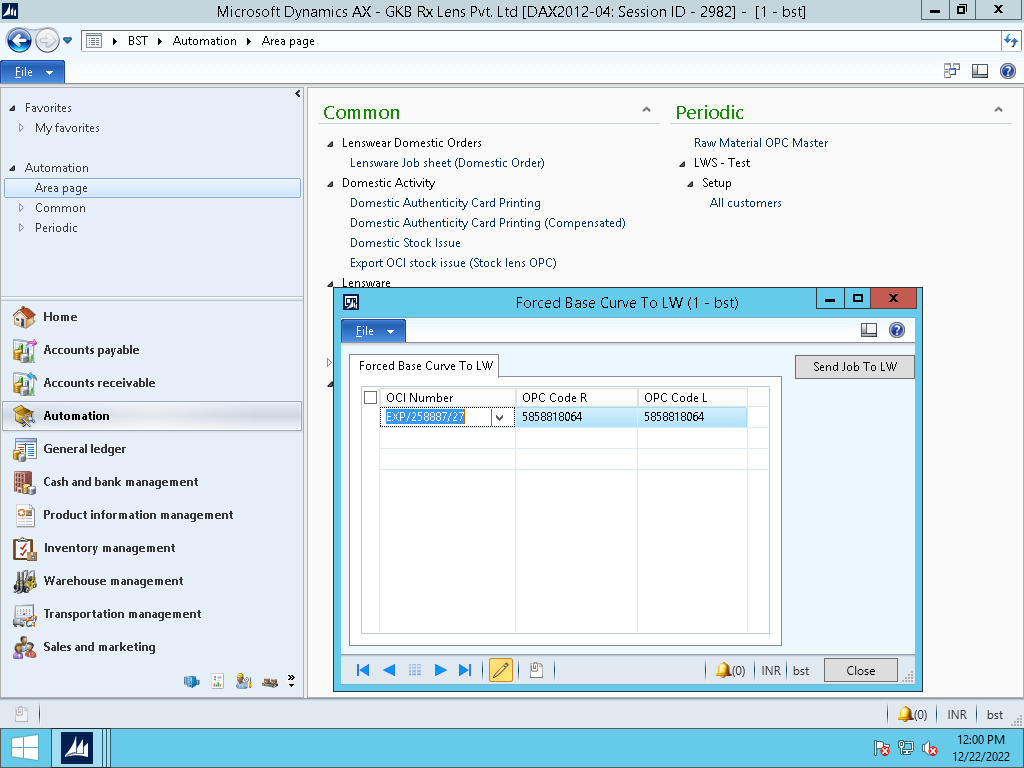 Microsoft Dynamics AX - GKB Rx Lens Pvt. Ltd [DAX2012-04: Session ID - 2982] - [1 - bst]
BST Automation Area page
File
Favorites
My favorites
Automation
Area page
Common
Periodic
Home
Accounts payable
Accounts receivable
Automation
General ledger
Cash and bank management
Product information management
Inventory management
Warehouse management
Transportation management
Sales and marketing
Common
Lenswear Domestic Orders
Lensware Job sheet (Domestic Order)
Domestic Activity
Domestic Authenticity Card Printing
Domestic Authenticity Card Printing (Compensated)
Domestic Stock Issue
Export OCI stock issue (Stock lens OPC)
Lensware
Periodic
Raw Material OPC Master
LWS - Test
Setup
All customers
Forced Base Curve To LW (1 - bst)
File
Forced Base Curve To LW
Send Job To LW
OCI Number OPC Code R OPC Code L
EXP/258887/27 5858818064 5858818064
(0) INR bst Close
(0) INR bst
12:00 PM
12/22/2022